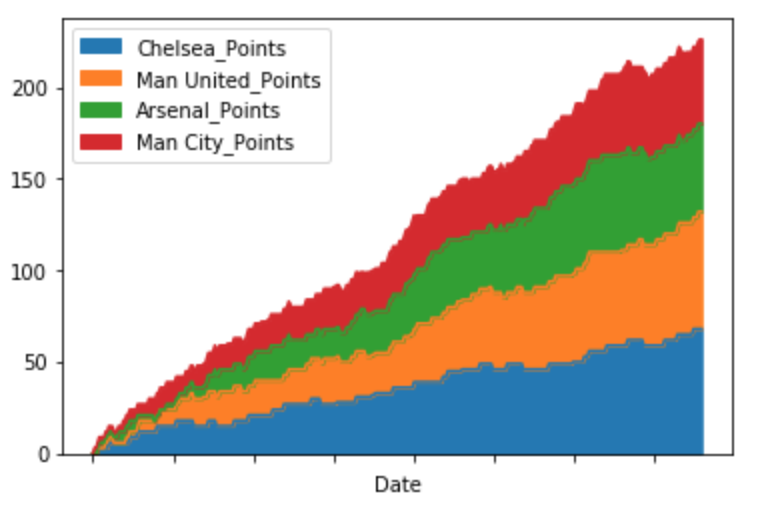 Chelsea_Points
Man United_Points
Arsenal_Points
Man City_Points
200
150
100
50
0
Date